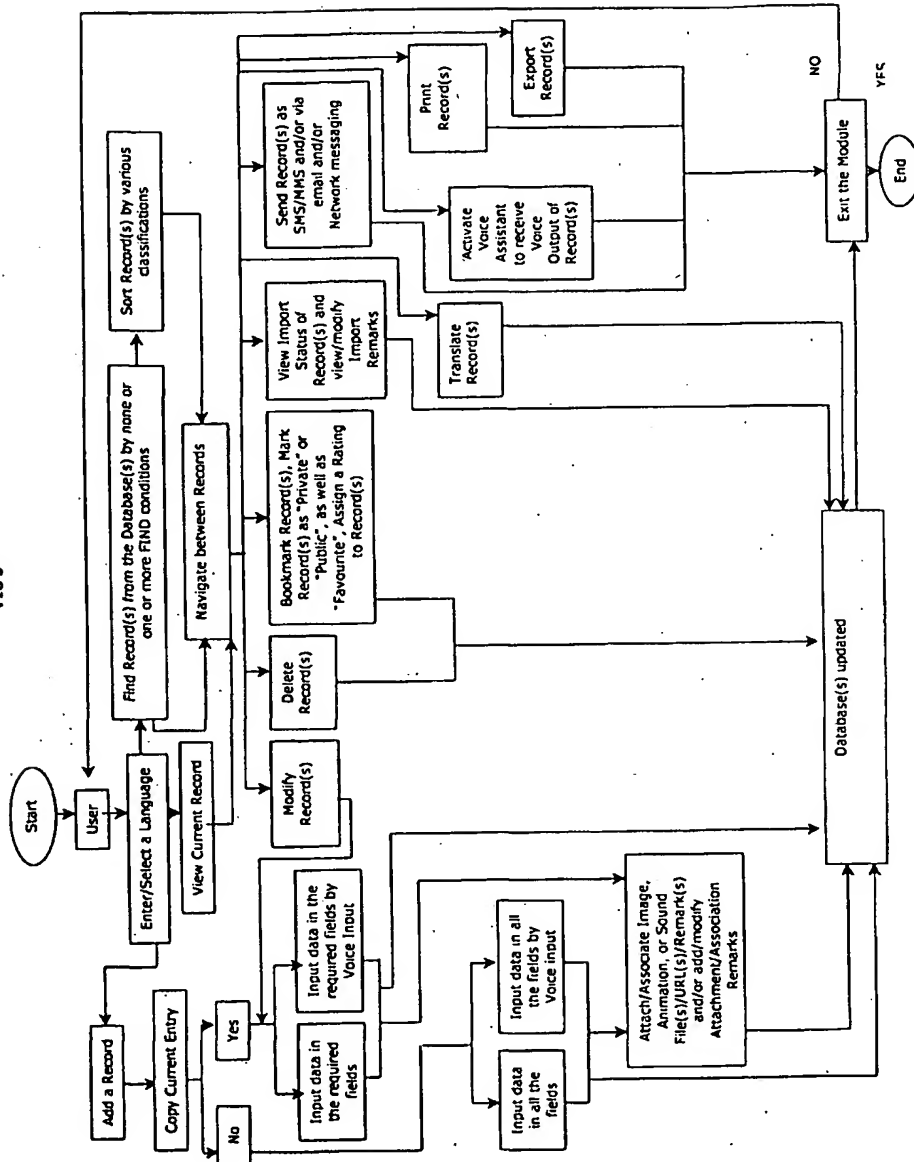 Start
User
Enter/Select a Language
Find Record(s) from the Database(s) by none or
one or more FIND conditions
Sort Record(s) by various
classifications
View Current Record
Navigate between Records
Add a Record
Copy Current Entry
Yes
No
Modify
Record(s)
Delete
Record(s)
Bookmark Record(s), Mark
Record(s) as "Private" or
"Public", as well as
"Favourite", Assign a Rating
to Record(s)
View Import
Status of
Record(s) and
view/modify
Import
Remarks
Send Record(s) as
SMS/MMS and/or via
email and/or
Network messaging
Translate
Record(s)
Activate
Voice
Assistant
to receive
Voice
Output of
Record(s)
Print
Record(s)
Export
Record(s)
Input data in
the required
fields
Input data in the
required fields by
Voice Input
Input data
in all the
fields
Input data in all
the fields by
Voice input
Attach/Associate Image,
Animation, or Sound
File(s)/URL(s)/Remark(s)
and/or add/modify
Attachment/Association
Remarks
Database(s) updated
Exit the Module
NO
YES
End